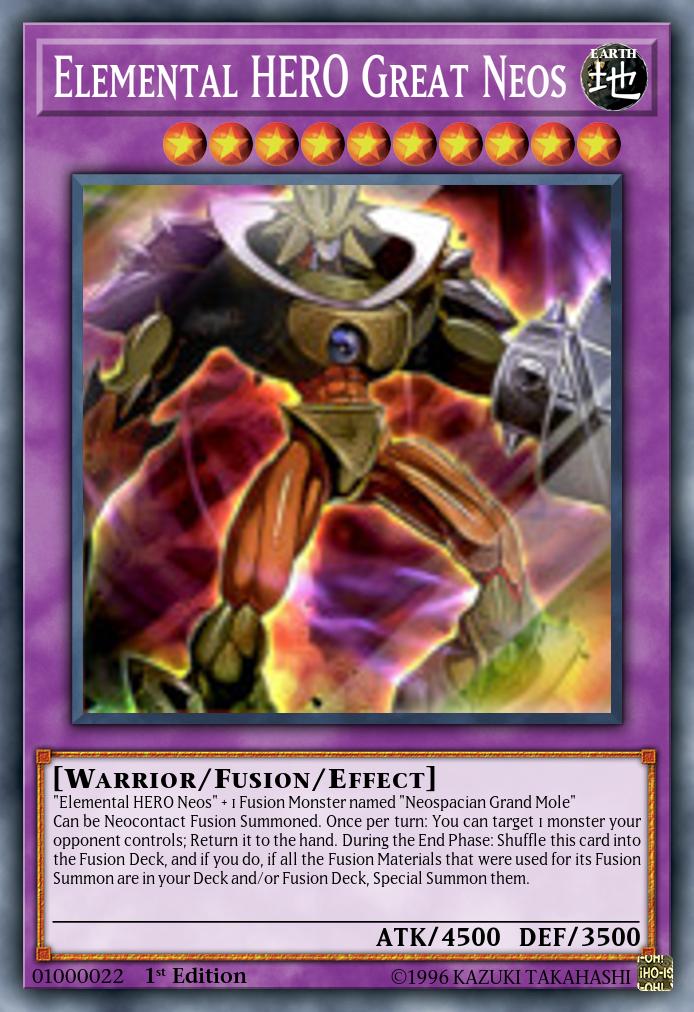 ELEMENTAL HERO GREAT NEOS
EARTH
地
[WARRIOR/FUSION/EFFECT]
"Elemental HERO Neos" + 1 Fusion Monster named "Neospacian Grand Mole"
Can be Neocontact Fusion Summoned. Once per turn: You can target 1 monster your
opponent controls; Return it to the hand. During the End Phase: Shuffle this card into
the Fusion Deck, and if you do, if all the Fusion Materials that were used for its Fusion
Summon are in your Deck and/or Fusion Deck, Special Summon them.
ATK/4500 DEF/3500
01000022 1st Edition ©1996 KAZUKI TAKAHASHI